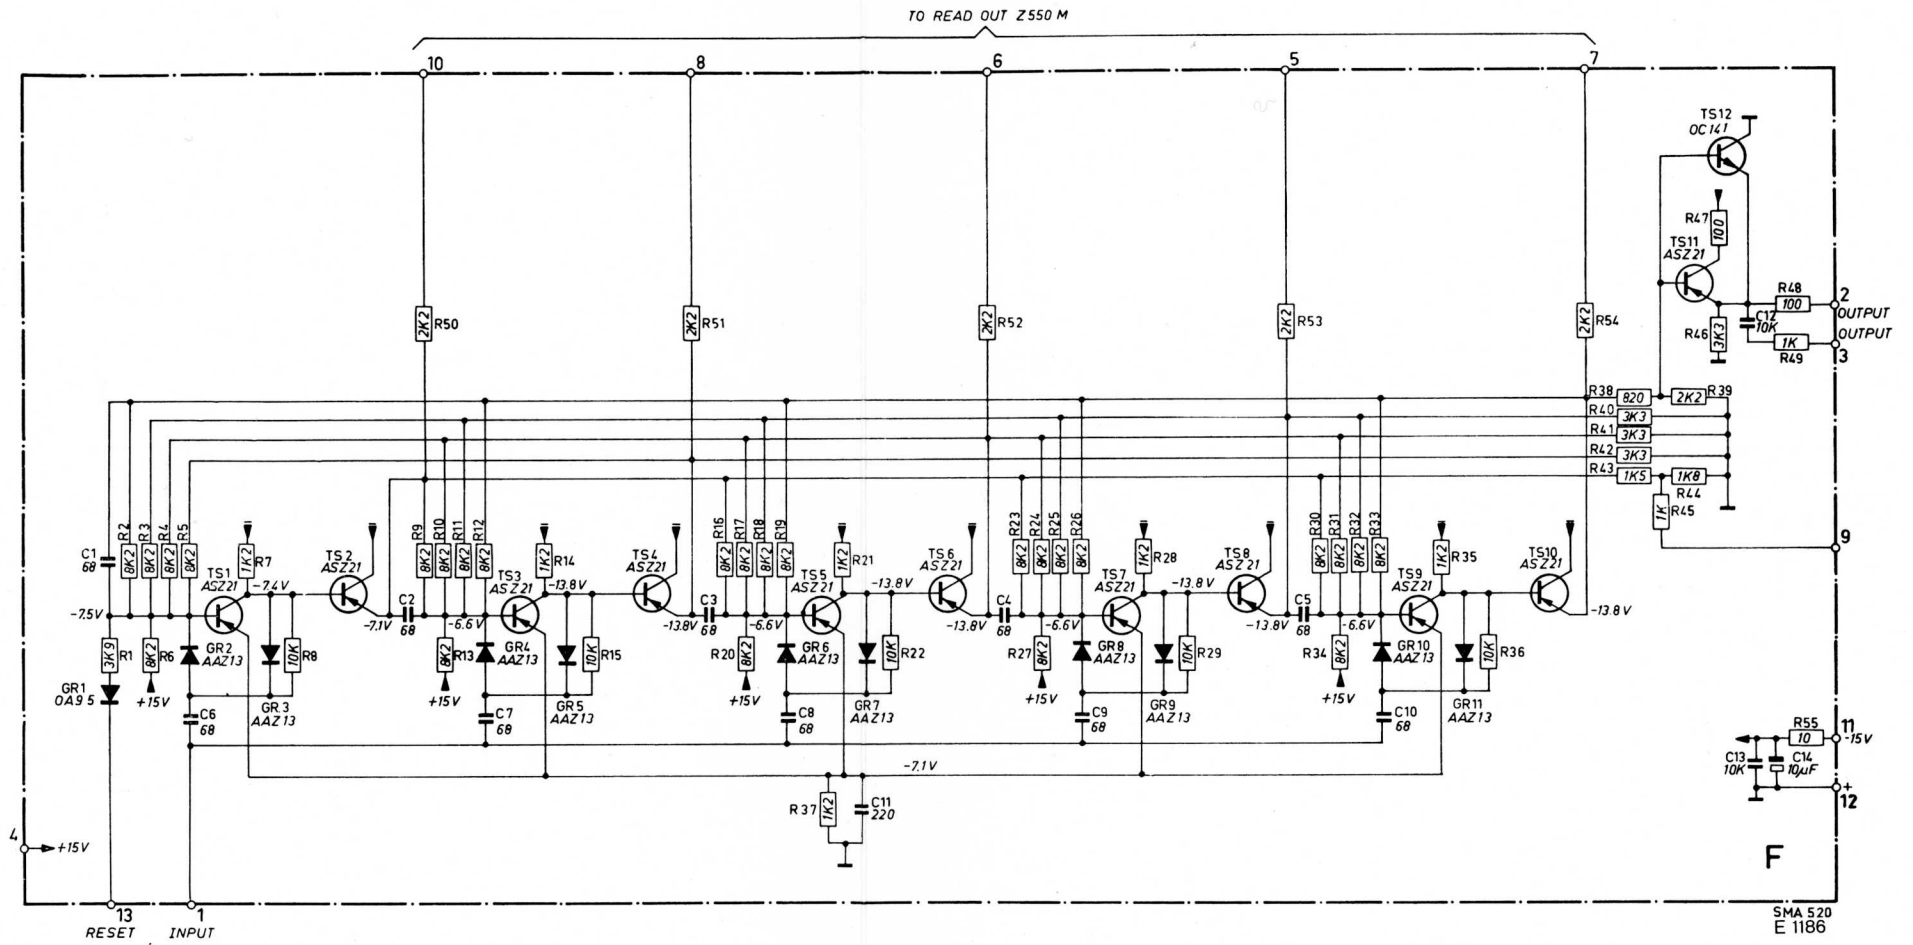 TO READ OUT Z550 M
10
8
6
5
7
TS12
OC141
R47
100
TS11
ASZ21
R48
100
2
OUTPUT
C12
10K
OUTPUT
R46
3K3
1K
R49
3
R50
2K2
R51
2K2
R52
2K2
R53
2K2
R54
2K2
R38
820
2K2
R39
R40
3K3
R41
3K3
R42
3K3
R43
1K5
1K8
R44
R45
1K
9
C1
68
R2
8K2
R3
8K2
R4
8K2
R5
8K2
1K2
R7
TS1
ASZ21
-7.4V
TS2
ASZ21
-7.5V
-7.1V
C2
68
R9
8K2
R10
8K2
R11
8K2
R12
8K2
1K2
R14
TS3
ASZ21
-13.8V
-6.6V
TS4
ASZ21
-13.8V
C3
68
R16
8K2
R17
8K2
R18
8K2
R19
8K2
1K2
R21
TS5
ASZ21
-13.8V
-6.6V
TS6
ASZ21
-13.8V
C4
68
R23
8K2
R24
8K2
R25
8K2
R26
8K2
1K2
R28
TS7
ASZ21
-13.8V
-6.6V
TS8
ASZ21
-13.8V
C5
68
R30
8K2
R31
8K2
R32
8K2
R33
8K2
1K2
R35
TS9
ASZ21
-6.6V
TS10
ASZ21
-13.8V
3K9
R1
8K2
R6
GR2
AAZ13
10K
R8
GR1
OA95
+15V
GR3
AAZ13
C6
68
8K2
R13
GR4
AAZ13
10K
R15
+15V
GR5
AAZ13
C7
68
R20
8K2
GR6
AAZ13
10K
R22
+15V
GR7
AAZ13
C8
68
R27
8K2
GR8
AAZ13
10K
R29
+15V
GR9
AAZ13
C9
68
R34
8K2
GR10
AAZ13
10K
R36
+15V
GR11
AAZ13
C10
68
-7.1V
R37
1K2
C11
220
R55
10
11
-15V
C13
10K
C14
10µF
+
12
4
+15V
F
13
1
RESET
INPUT
SMA 520
E 1186